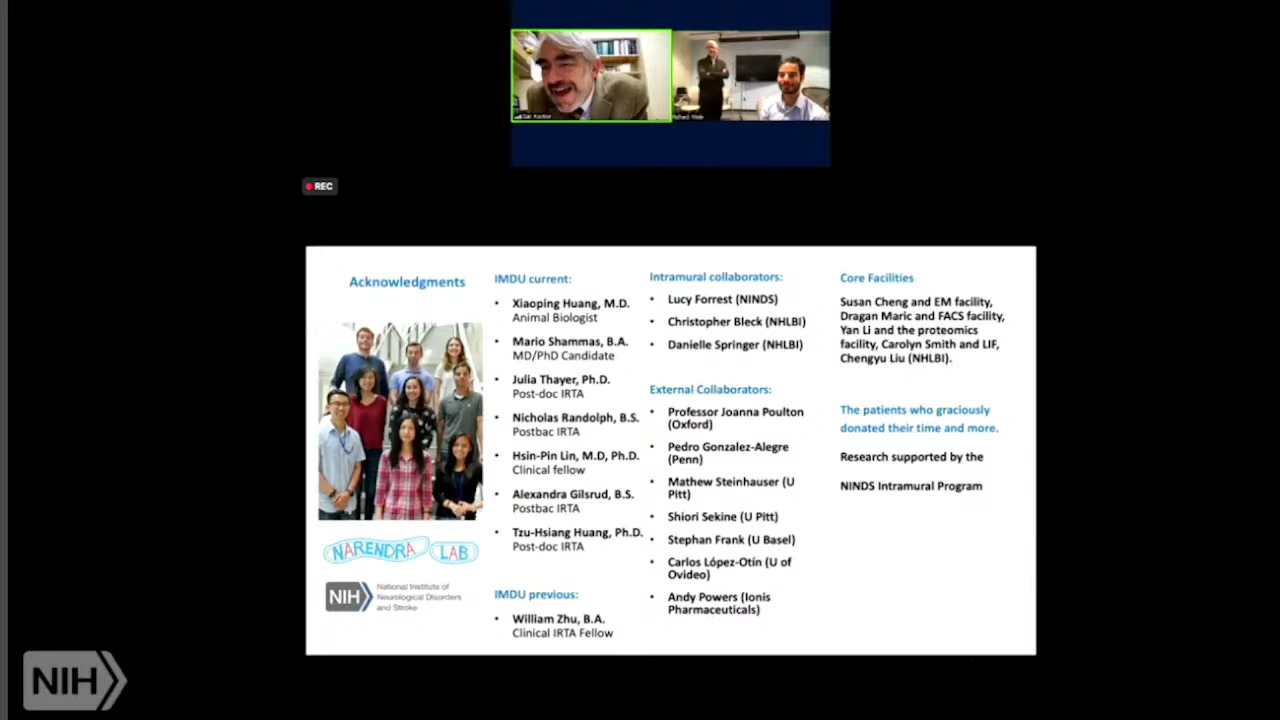 Dan Kastner
REC
Acknowledgments
NARENDRA LAB
NIH
National Institute of
Neurological Disorders
and Stroke
IMDU current:
• Xiaoping Huang, M.D.
Animal Biologist
• Mario Shammas, B.A.
MD/PhD Candidate
• Julia Thayer, Ph.D.
Post-doc IRTA
• Nicholas Randolph, B.S.
Postbac IRTA
• Hsin-Pin Lin, M.D, Ph.D.
Clinical fellow
• Alexandra Gilsrud, B.S.
Postbac IRTA
• Tzu-Hsiang Huang, Ph.D.
Post-doc IRTA
IMDU previous:
• William Zhu, B.A.
Clinical IRTA Fellow
Intramural collaborators:
• Lucy Forrest (NINDS)
• Christopher Bleck (NHLBI)
• Danielle Springer (NHLBI)
External Collaborators:
• Professor Joanna Poulton
(Oxford)
• Pedro Gonzalez-Alegre
(Penn)
• Mathew Steinhauser (U
Pitt)
• Shiori Sekine (U Pitt)
• Stephan Frank (U Basel)
• Carlos López-Otín (U of
Ovideo)
• Andy Powers (Ionis
Pharmaceuticals)
Core Facilities
Susan Cheng and EM facility,
Dragan Maric and FACS facility,
Yan Li and the proteomics
facility, Carolyn Smith and LIF,
Chengyu Liu (NHLBI).
The patients who graciously
donated their time and more.
Research supported by the
NINDS Intramural Program
NIH